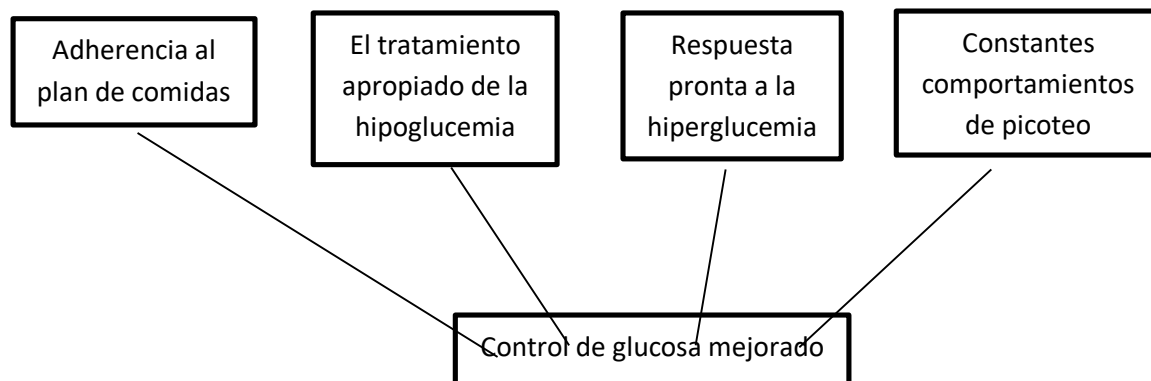 Adherencia al
plan de comidas
El tratamiento
apropiado de la
hipoglucemia
Respuesta
pronta a la
hiperglucemia
Constantes
comportamientos
de picoteo
Control de glucosa mejorado